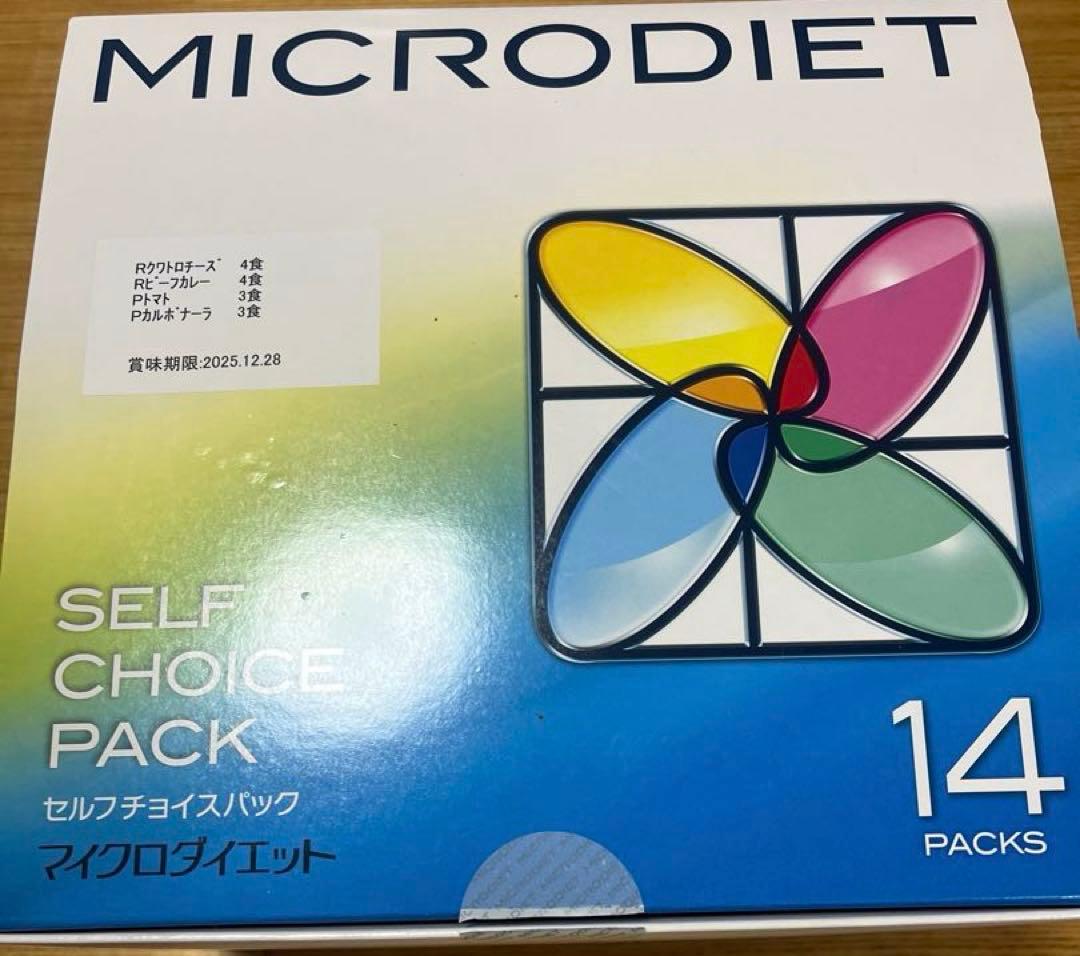 MICRODIET
Rクワトロチーズ 4食
Rビーフカレー 4食
Pトマト 3食
Pカルボナーラ 3食
賞味期限:2025.12.28
SELF
CHOICE
PACK
セルフチョイスパック
マイクロダイエット
14
PACKS